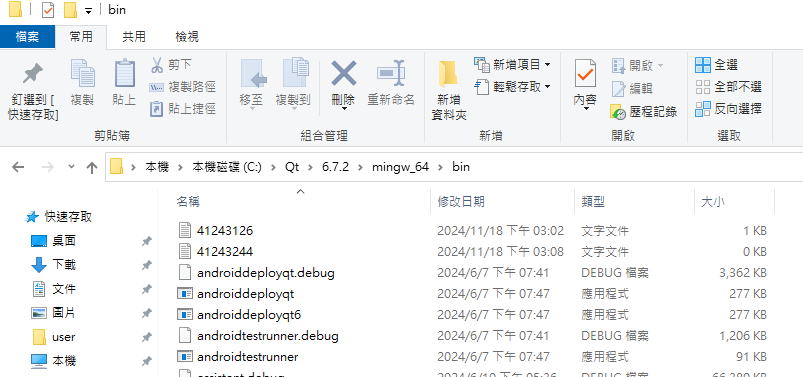 bin
檔案 常用 共用 檢視
釘選到 [快速存取]
複製
貼上
剪下
複製路徑
貼上捷徑
移至
複製到
刪除
重新命名
新增資料夾
新增項目
輕鬆存取
內容
開啟
編輯
歷程記錄
全選
全部不選
反向選擇
剪貼簿 組合管理 新增 開啟 選取
本機 本機磁碟 (C:) Qt 6.7.2 mingw_64 bin
名稱 修改日期 類型 大小
快速存取
桌面
下載
文件
圖片
user
本機
41243126 2024/11/18 下午 03:02 文字文件 1 KB
41243244 2024/11/18 下午 03:08 文字文件 0 KB
androiddeployqt.debug 2024/6/7 下午 07:41 DEBUG 檔案 3,362 KB
androiddeployqt 2024/6/7 下午 07:47 應用程式 277 KB
androiddeployqt6 2024/6/7 下午 07:47 應用程式 277 KB
androidtestrunner.debug 2024/6/7 下午 07:41 DEBUG 檔案 1,206 KB
androidtestrunner 2024/6/7 下午 07:47 應用程式 91 KB